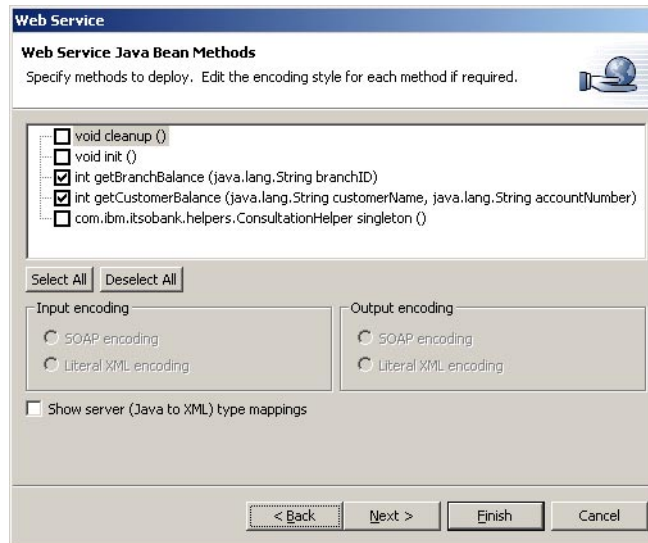 Web Service
Web Service Java Bean Methods
Specify methods to deploy. Edit the encoding style for each method if required.
void cleanup ()
void init ()
int getBranchBalance (java.lang.String branchID)
int getCustomerBalance (java.lang.String customerName, java.lang.String accountNumber)
com.ibm.itsobank.helpers.ConsultationHelper singleton ()
Select All Deselect All
Input encoding Output encoding
SOAP encoding SOAP encoding
Literal XML encoding Literal XML encoding
Show server (Java to XML) type mappings
< Back Next > Finish Cancel